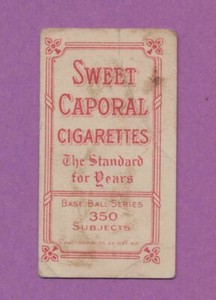 SWEET
CAPORAL
CIGARETTES
The Standard
for Years
BASE BALL SERIES
350
SUBJECTS